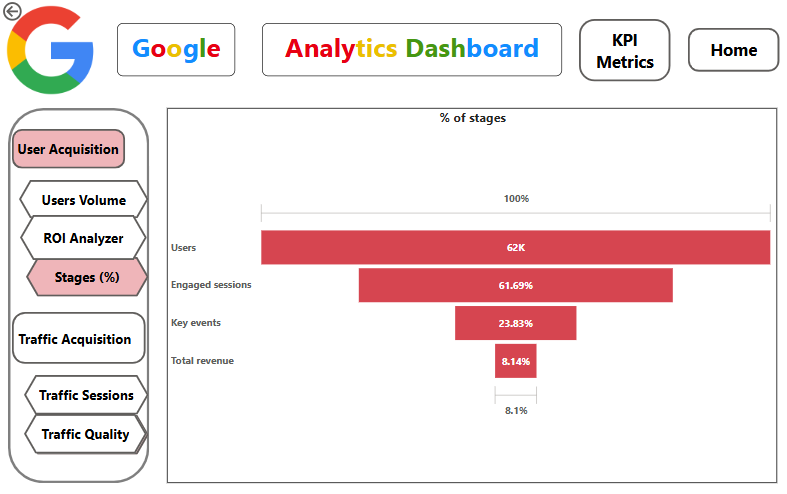 Google
Analytics Dashboard
KPI
Metrics
Home
User Acquisition
Users Volume
ROI Analyzer
Stages (%)
Traffic Acquisition
Traffic Sessions
Traffic Quality
% of stages
100%
Users
62K
Engaged sessions
61.69%
Key events
23.83%
Total revenue
8.14%
8.1%